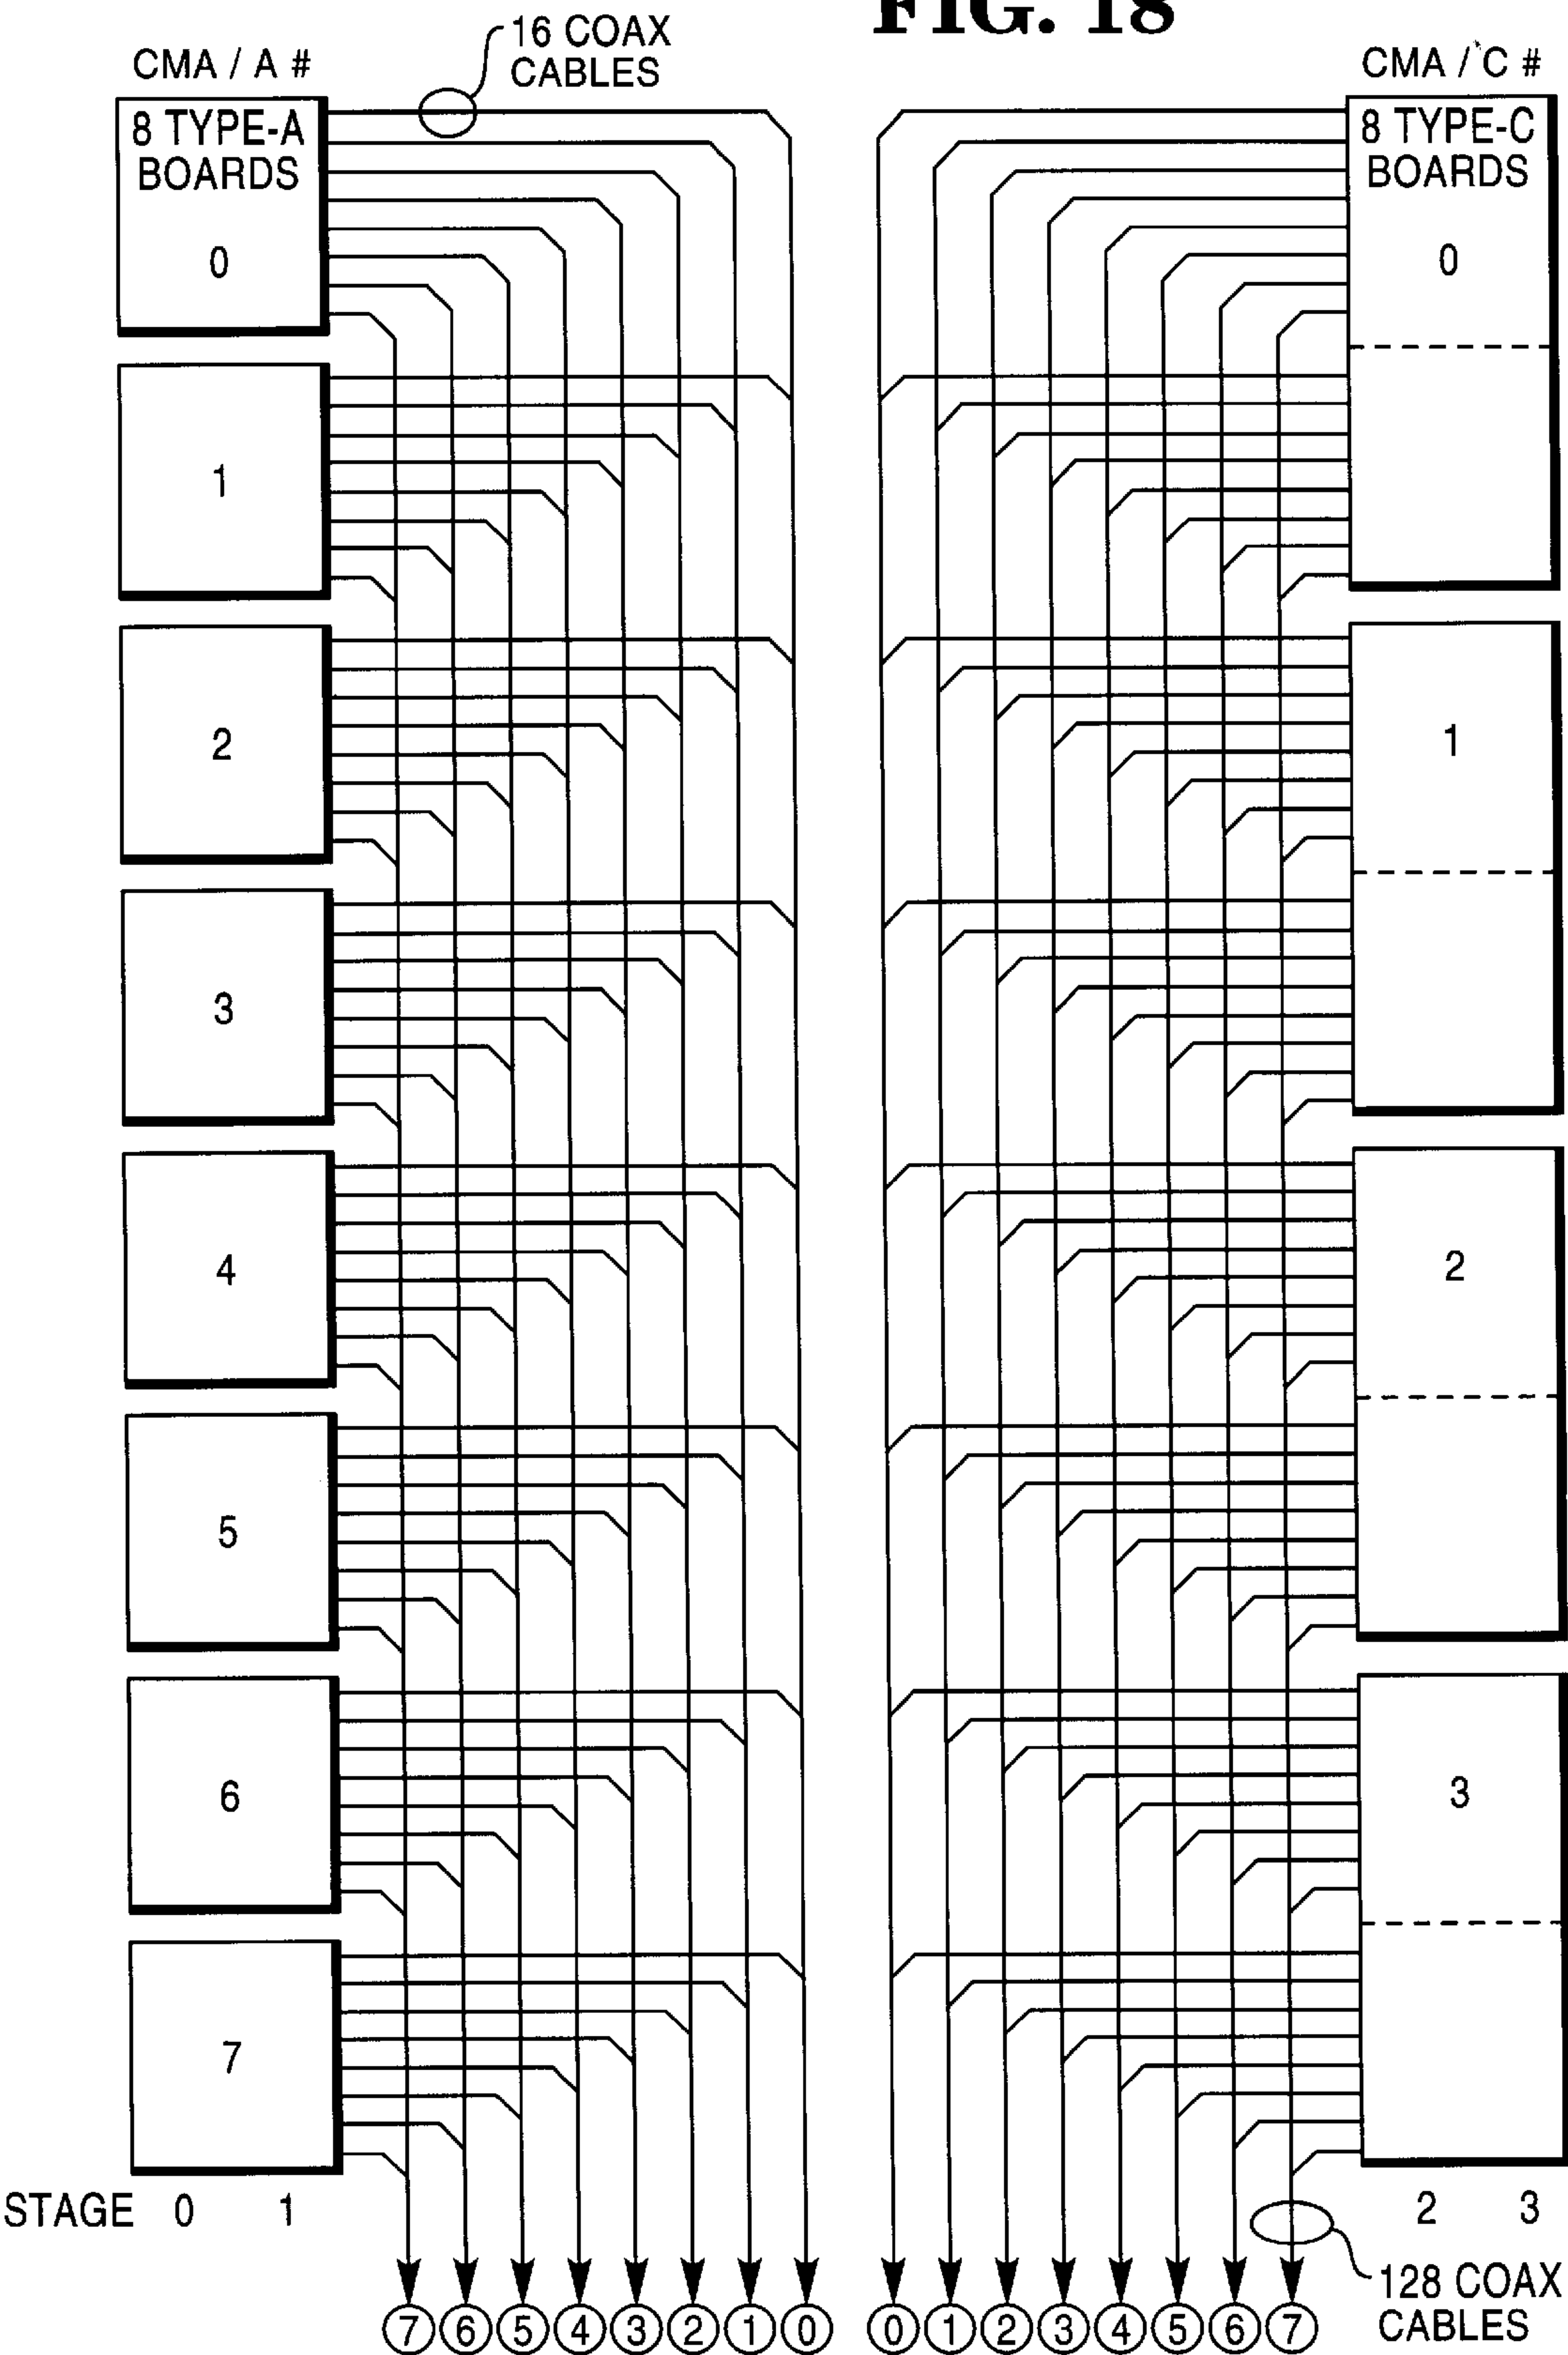 FIG. 18
16 COAX
CABLES
CMA / A #
CMA / C #
8 TYPE-A
BOARDS
0
1
2
3
4
5
6
7
8 TYPE-C
BOARDS
0
1
2
3
STAGE 0 1
2 3
128 COAX
CABLES
7 6 5 4 3 2 1 0 0 1 2 3 4 5 6 7